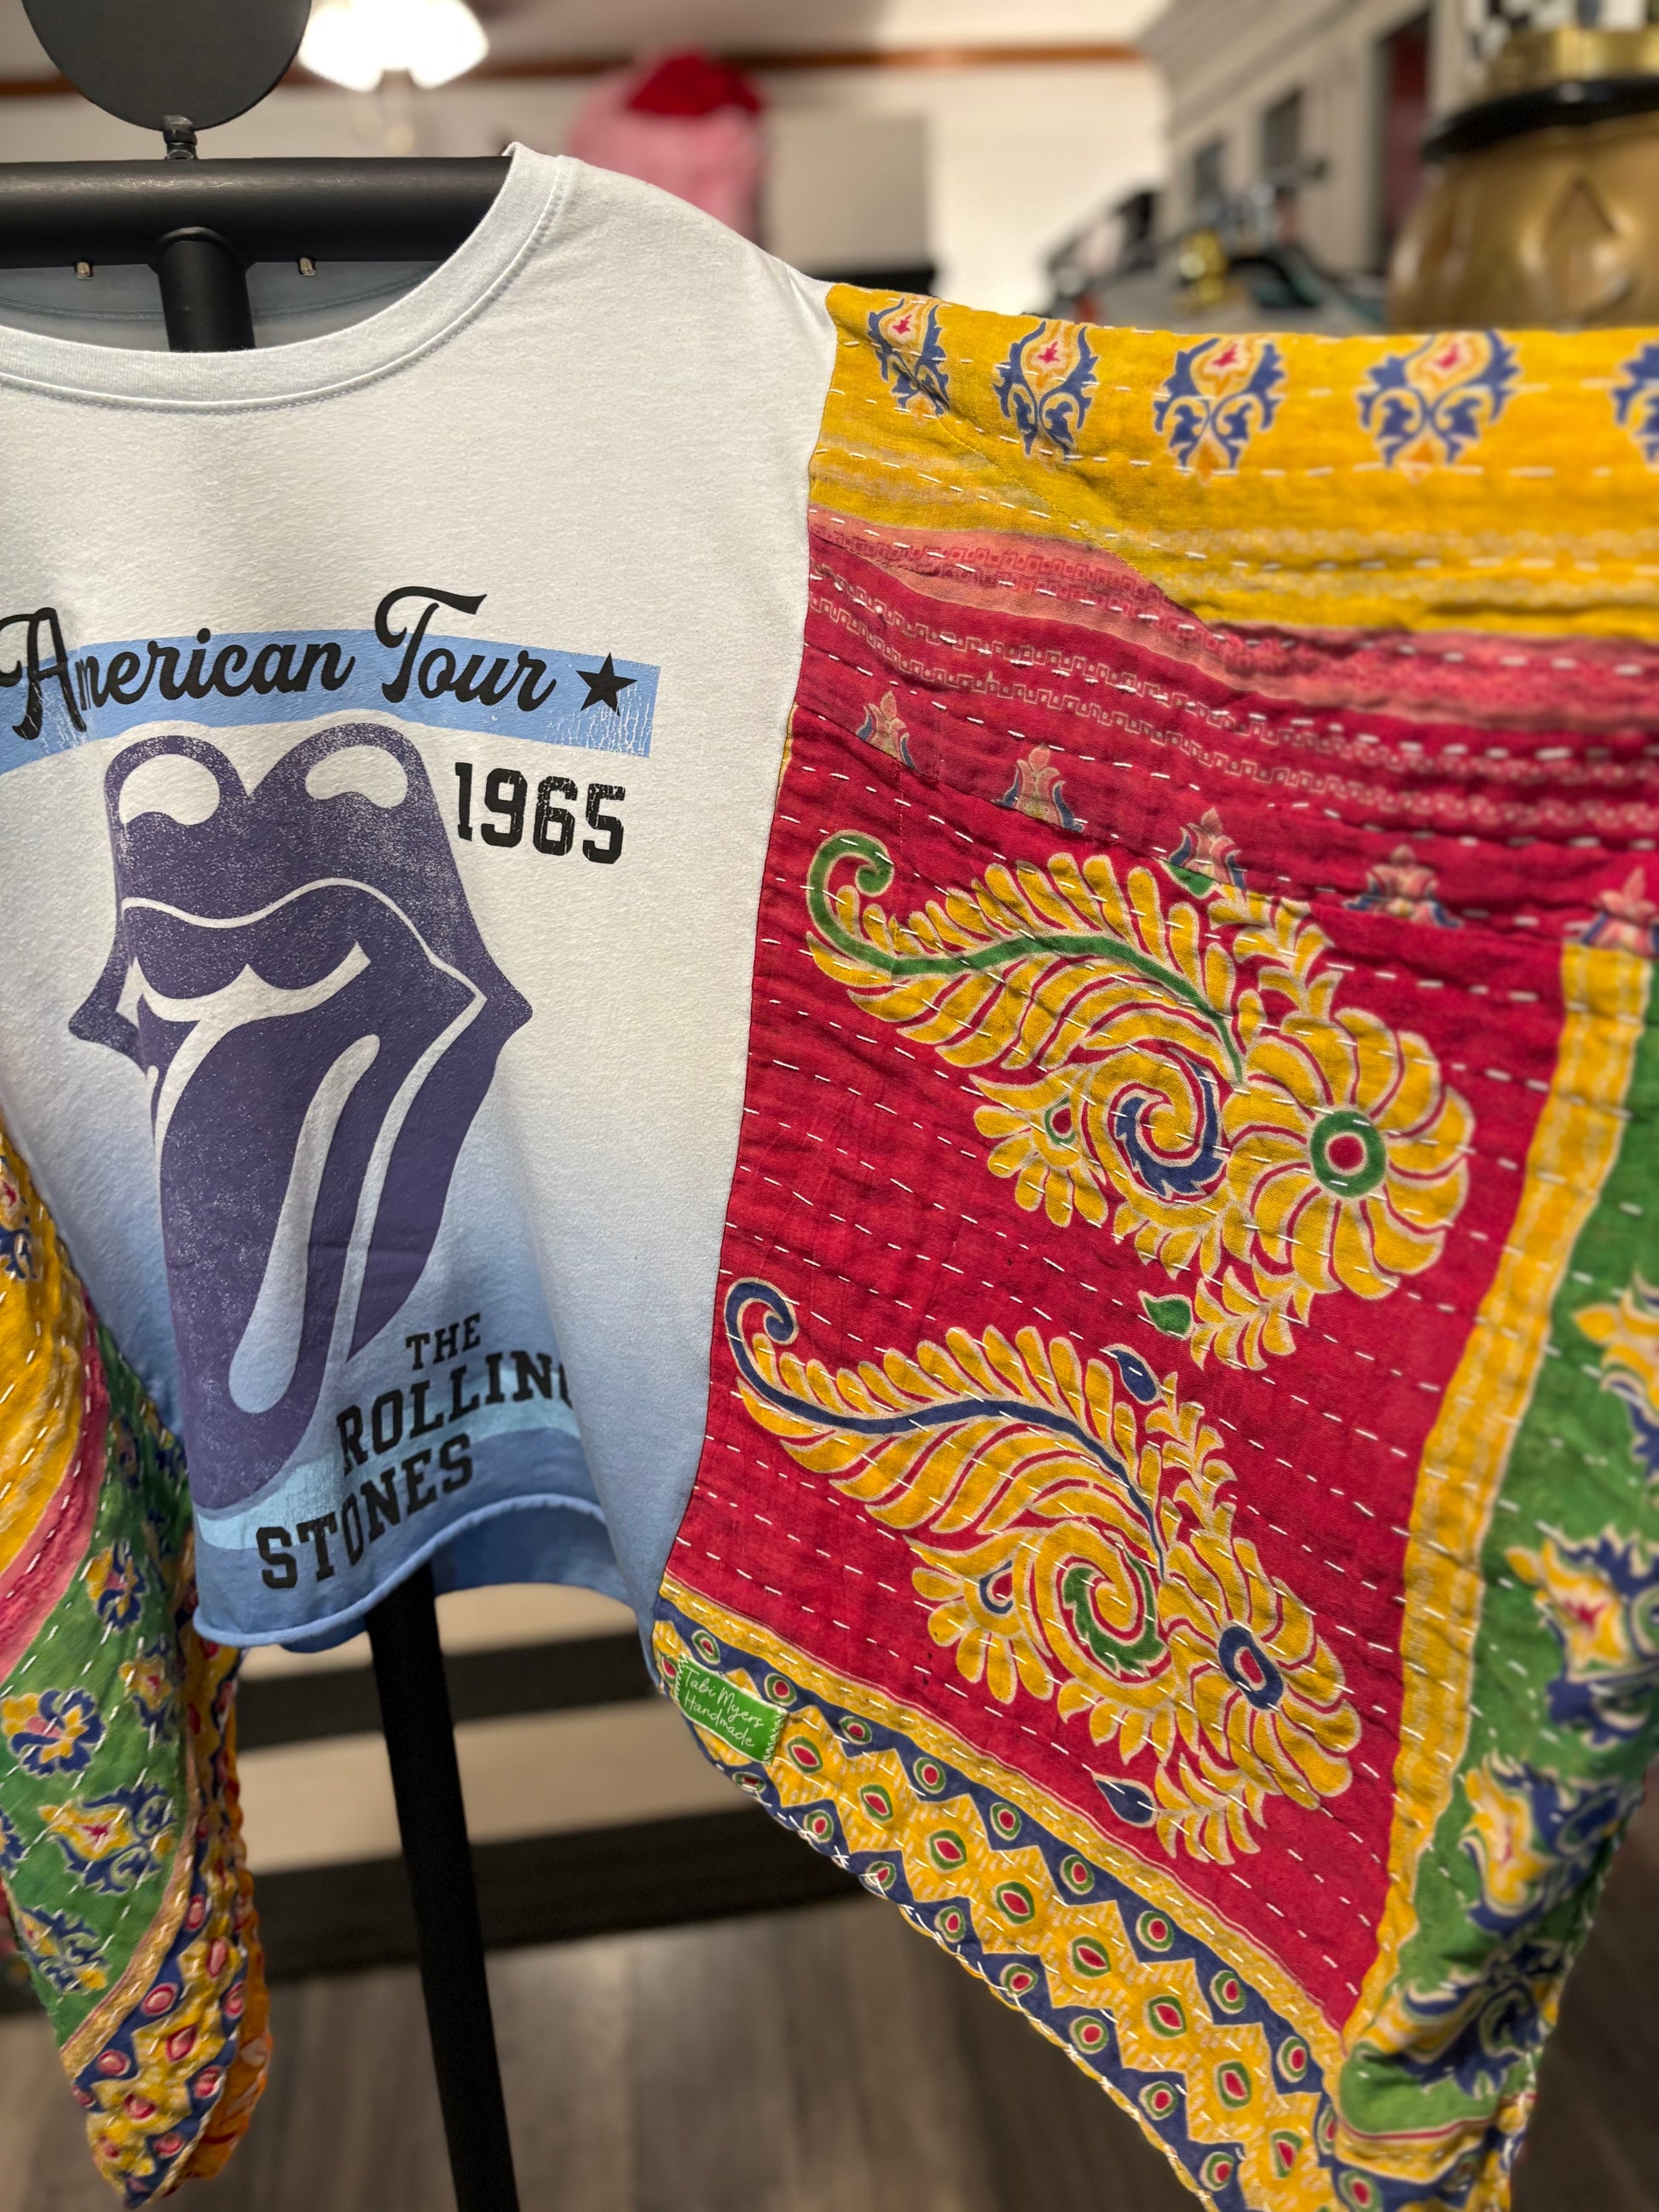 American Tour
1965
THE
ROLLING
STONES
Tabi Myers
Handmade